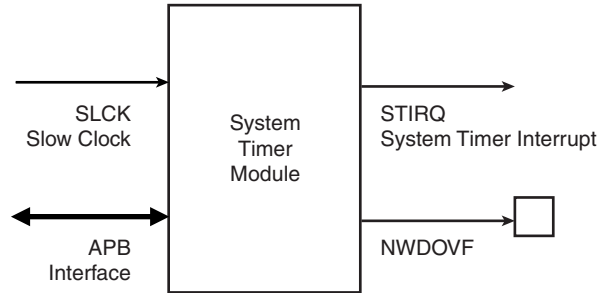 SLCK
Slow Clock
System
Timer
Module
STIRQ
System Timer Interrupt
APB
Interface
NWDOVF